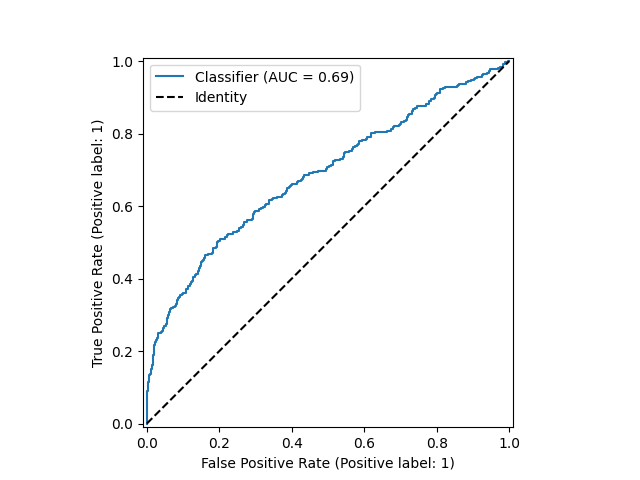 Classifier (AUC = 0.69)
Identity
True Positive Rate (Positive label: 1)
1.0
0.8
0.6
0.4
0.2
0.0
0.0 0.2 0.4 0.6 0.8 1.0
False Positive Rate (Positive label: 1)